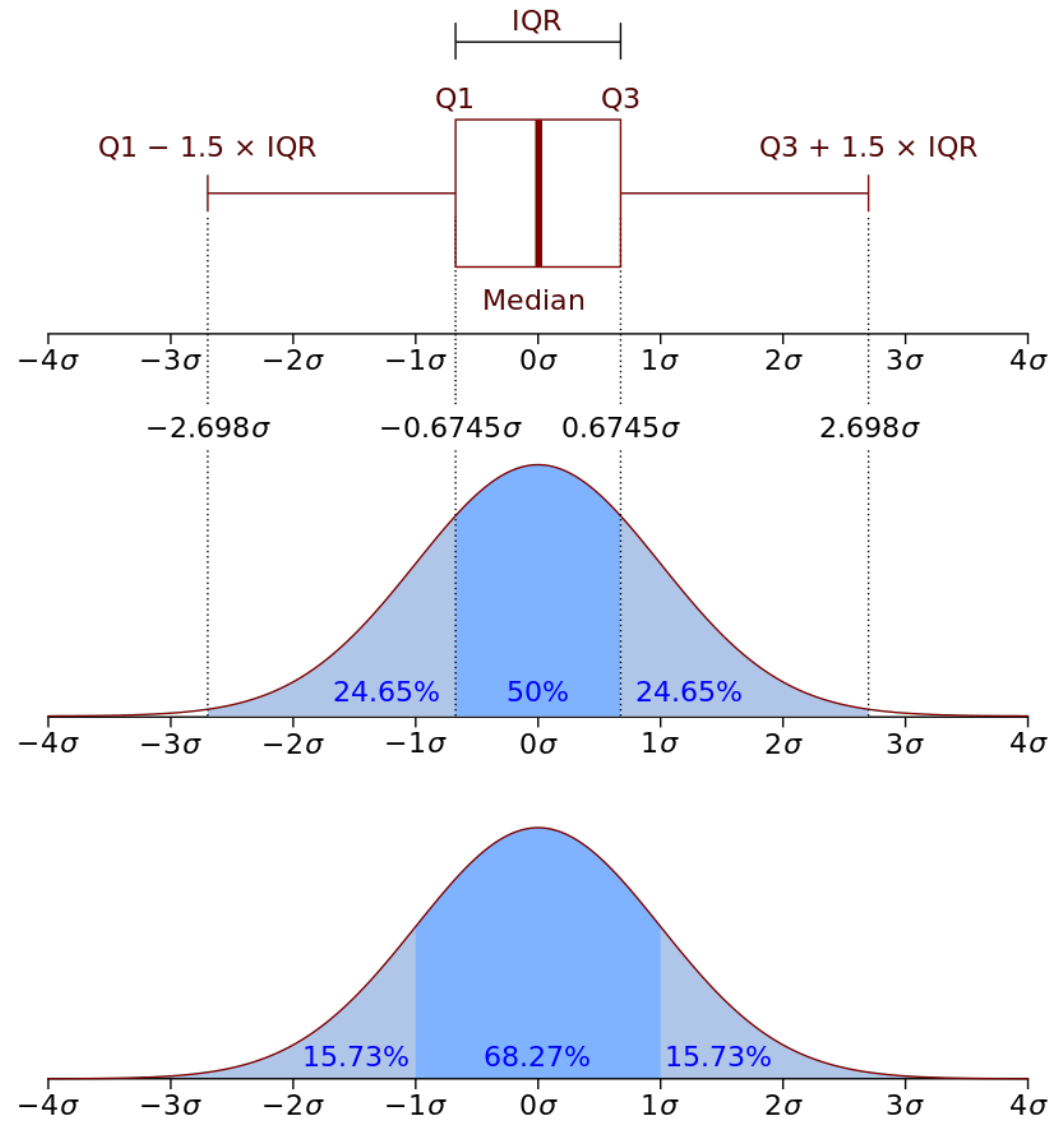 IQR
Q1 Q3
Q1 − 1.5 × IQR Q3 + 1.5 × IQR
Median
−4σ −3σ −2σ −1σ 0σ 1σ 2σ 3σ 4σ
−2.698σ −0.6745σ 0.6745σ 2.698σ
24.65% 50% 24.65%
−4σ −3σ −2σ −1σ 0σ 1σ 2σ 3σ 4σ
15.73% 68.27% 15.73%
−4σ −3σ −2σ −1σ 0σ 1σ 2σ 3σ 4σ